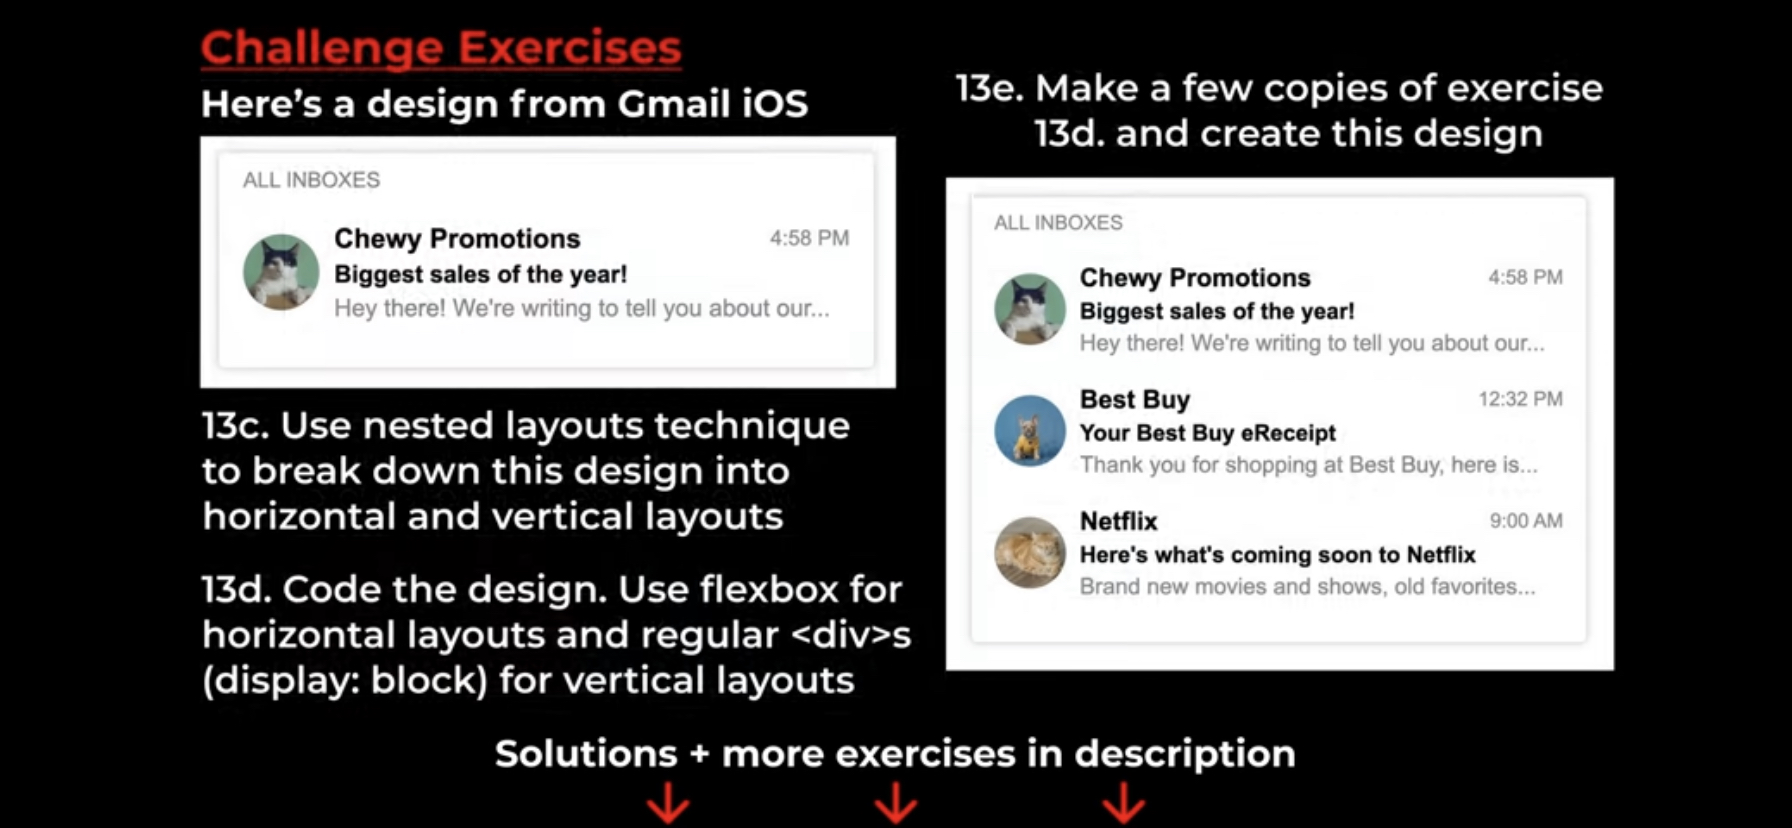 Challenge Exercises
Here's a design from Gmail iOS
ALL INBOXES
Chewy Promotions 4:58 PM
Biggest sales of the year!
Hey there! We're writing to tell you about our...
13c. Use nested layouts technique
to break down this design into
horizontal and vertical layouts
13d. Code the design. Use flexbox for
horizontal layouts and regular <div>s
(display: block) for vertical layouts
13e. Make a few copies of exercise
13d. and create this design
ALL INBOXES
Chewy Promotions 4:58 PM
Biggest sales of the year!
Hey there! We're writing to tell you about our...
Best Buy 12:32 PM
Your Best Buy eReceipt
Thank you for shopping at Best Buy, here is...
Netflix 9:00 AM
Here's what's coming soon to Netflix
Brand new movies and shows, old favorites...
Solutions + more exercises in description